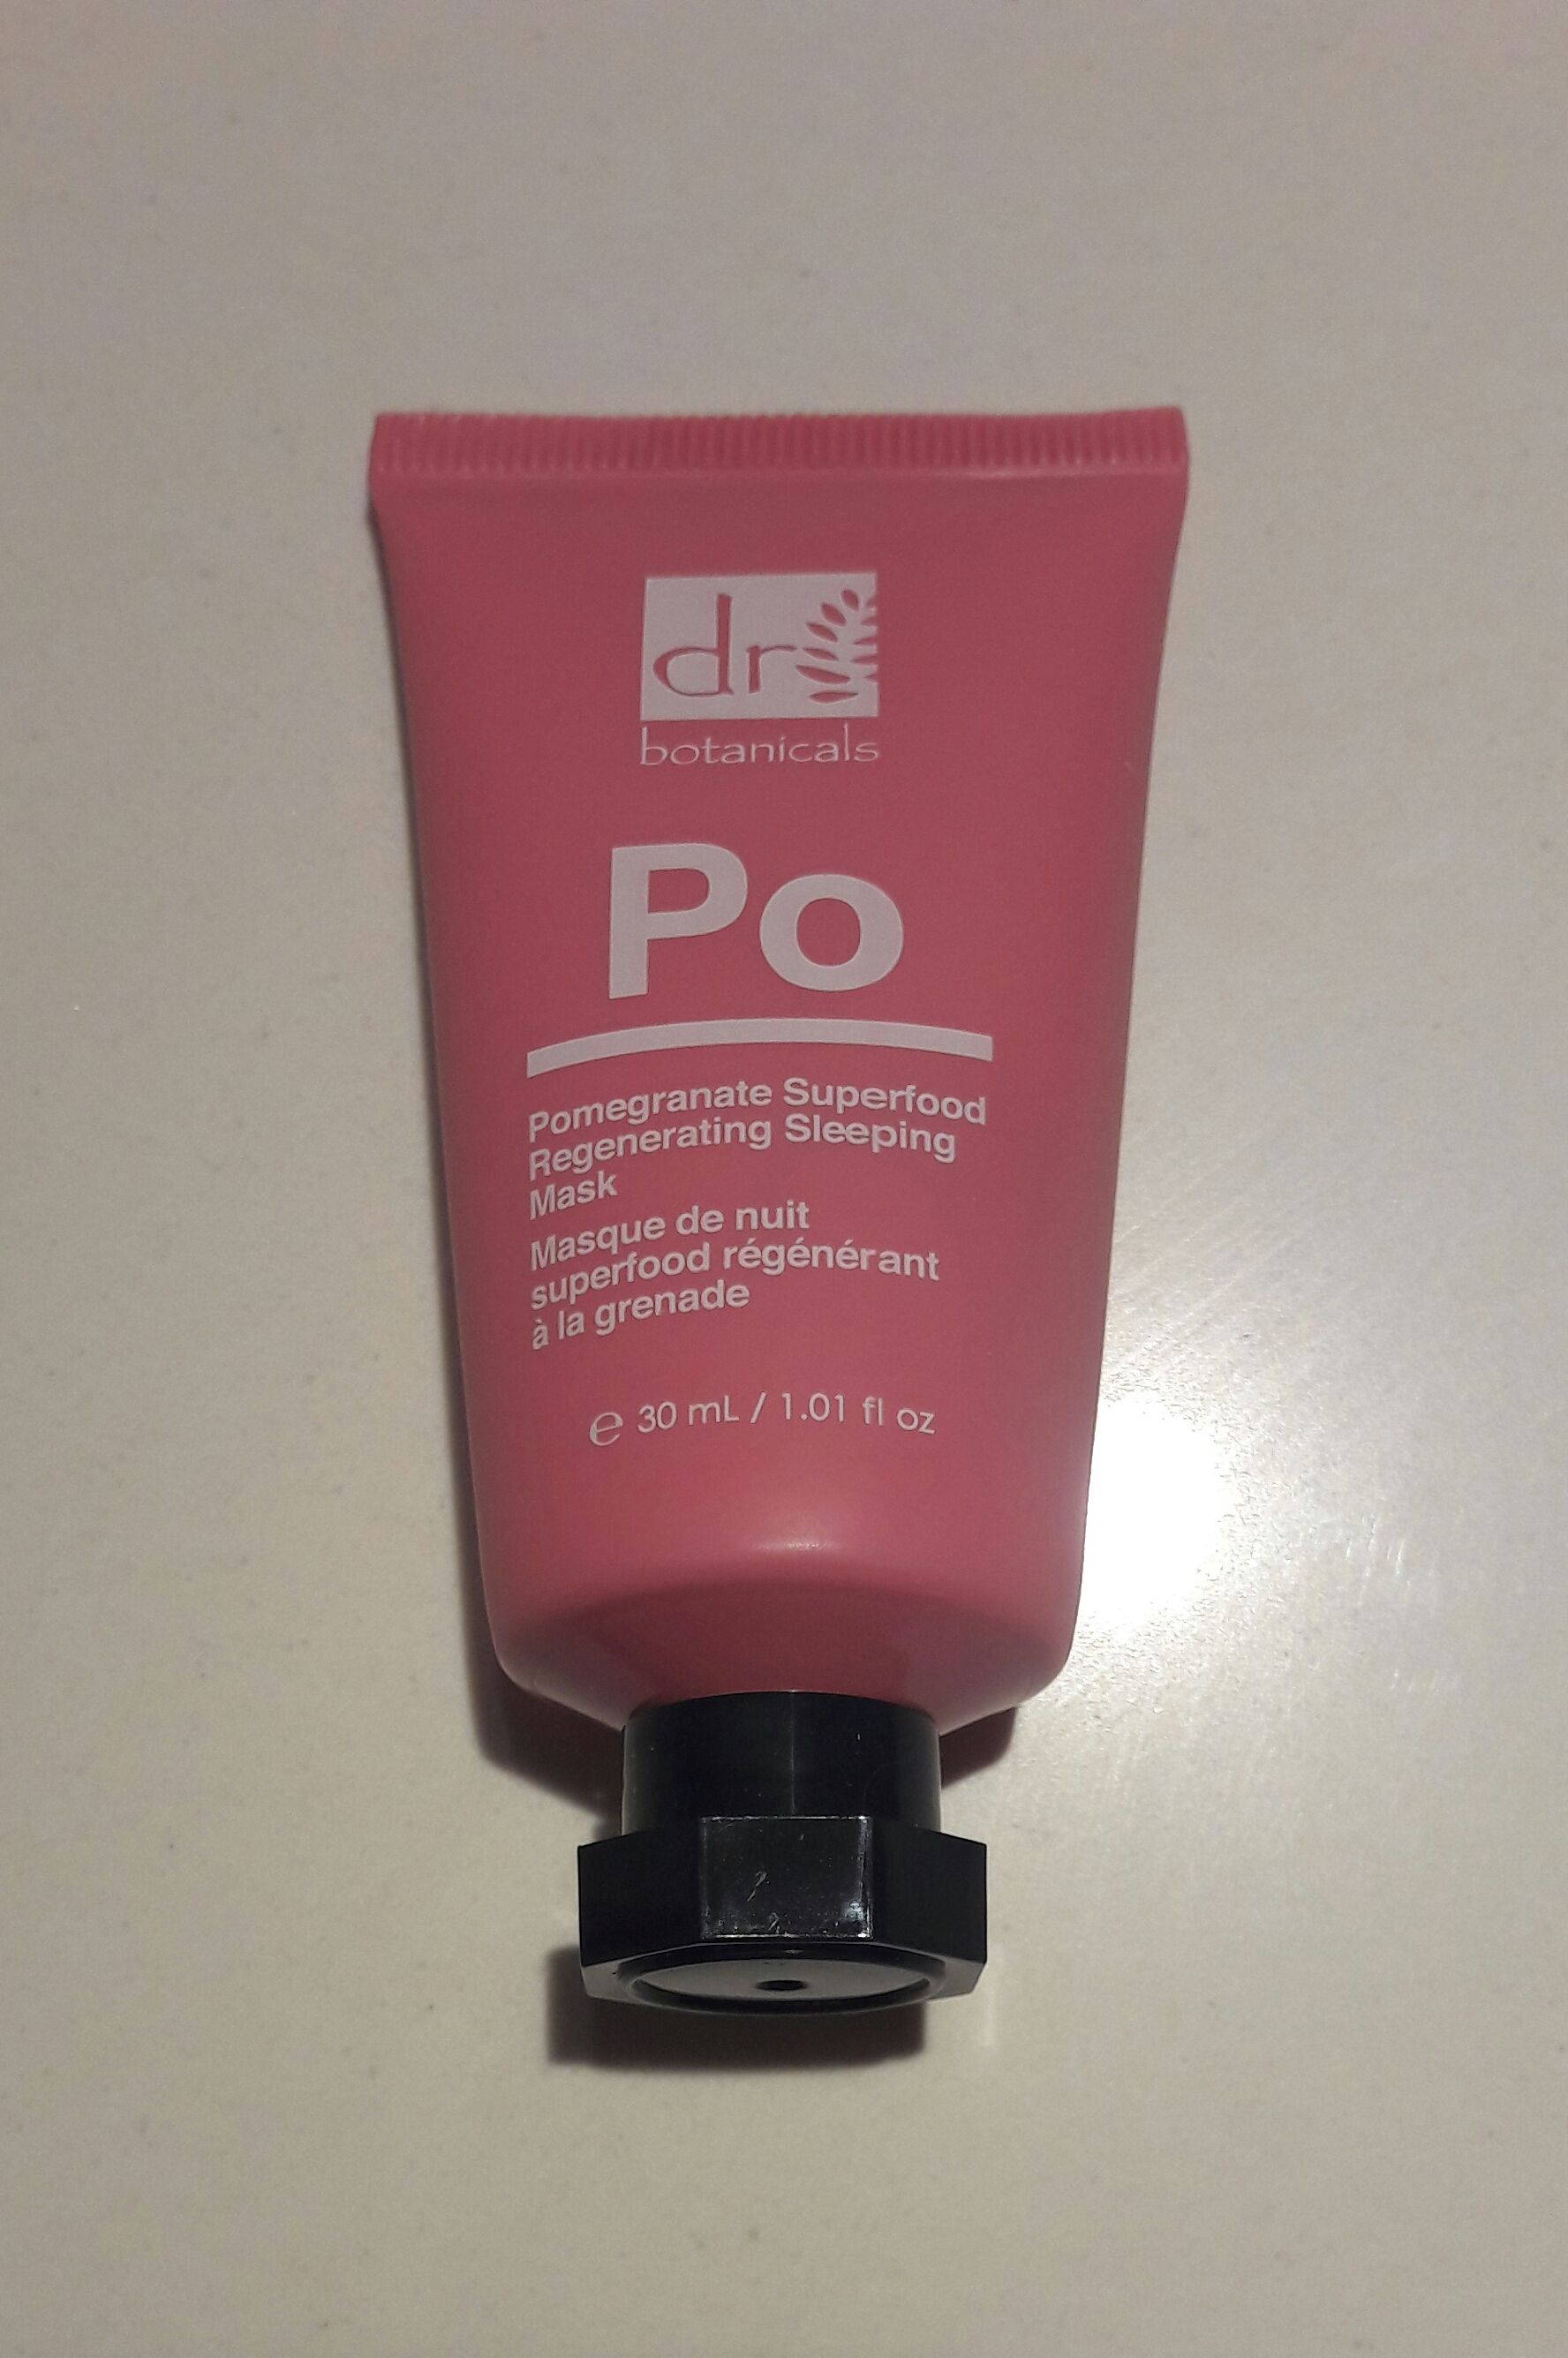 dr
botanicals
Po
Pomegranate Superfood
Regenerating Sleeping
Mask
Masque de nuit
superfood régénérant
à la grenade
℮ 30 mL / 1.01 fl oz